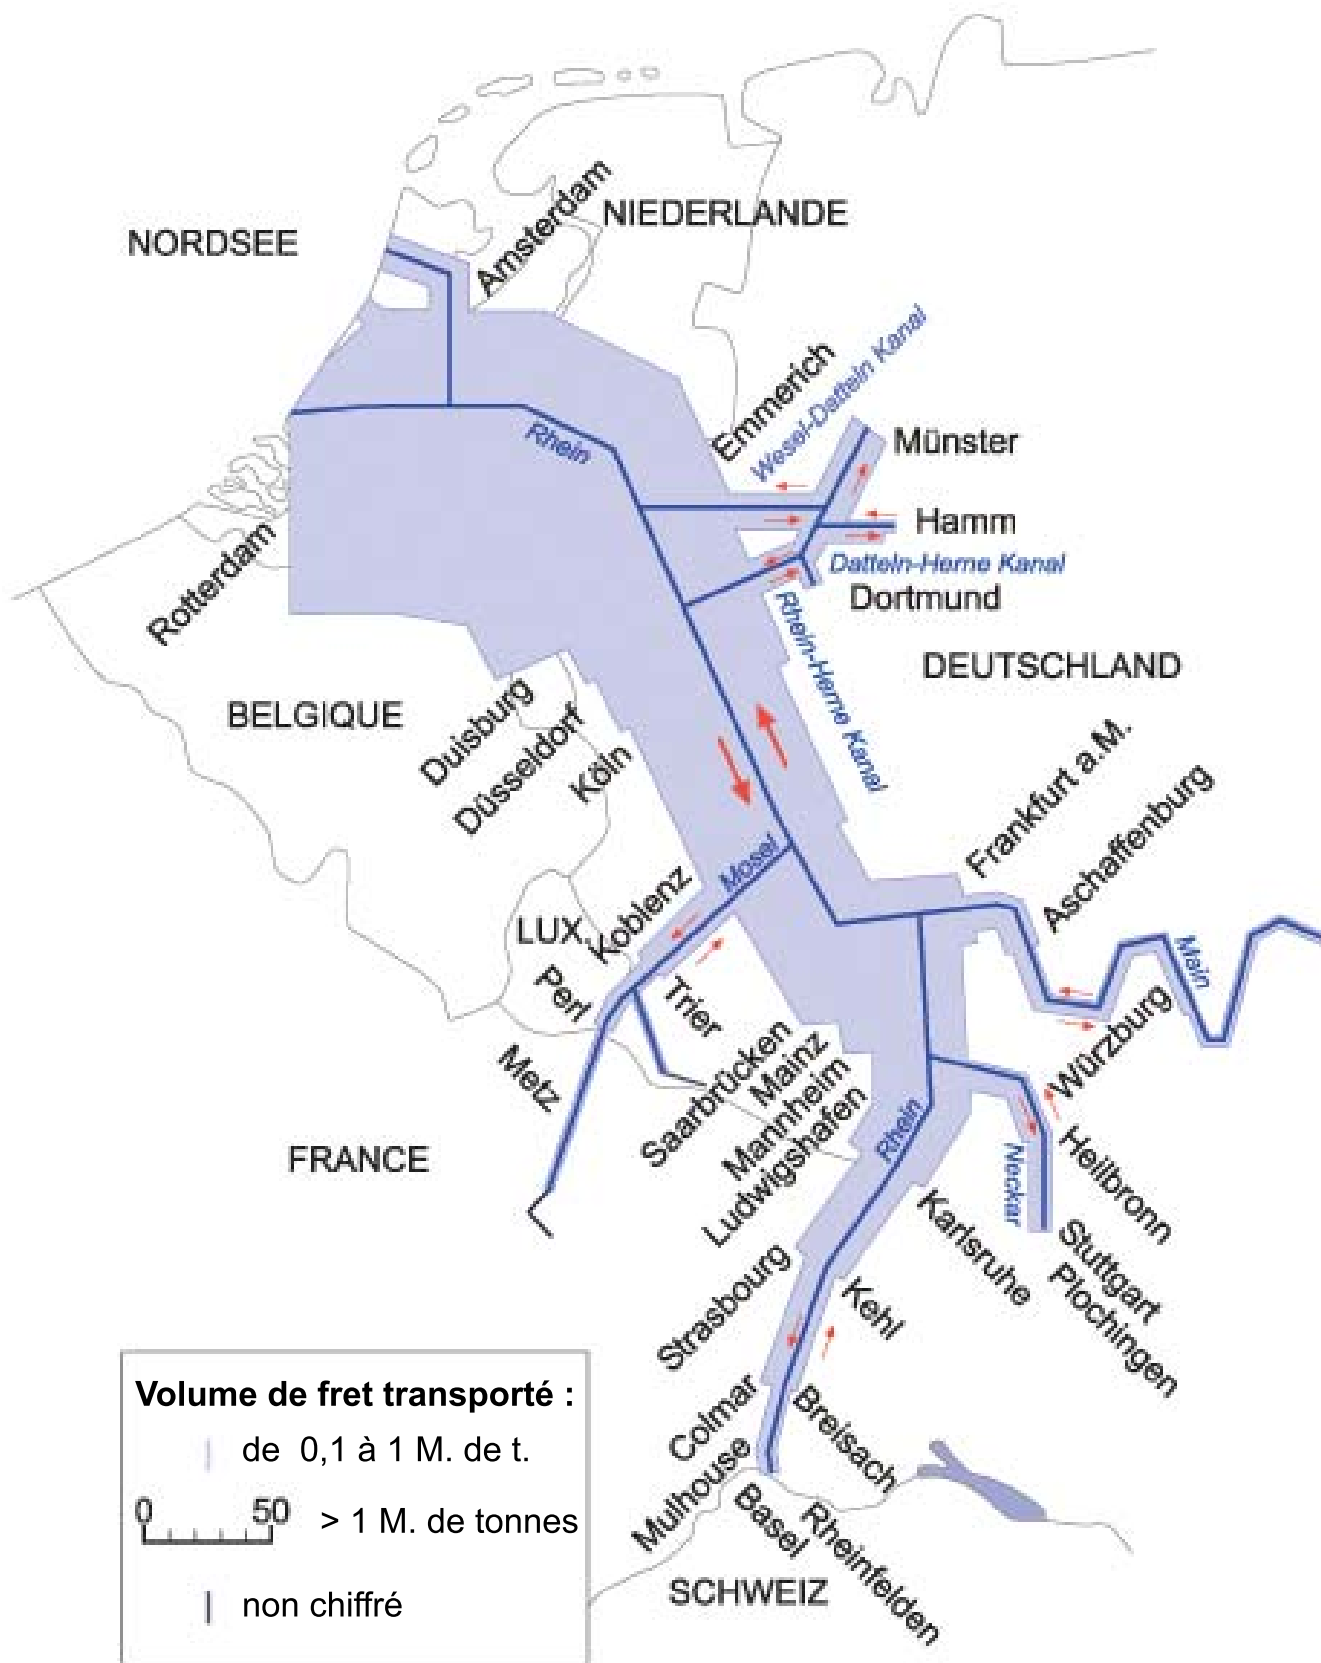 NORDSEE
Amsterdam
NIEDERLANDE
Emmerich
Wesel-Datteln Kanal
Rhein
Münster
Hamm
Datteln-Herne Kanal
Dortmund
Rotterdam
Rhein-Herne Kanal
DEUTSCHLAND
BELGIQUE
Duisburg
Düsseldorf
Köln
Frankfurt a.M.
Aschaffenburg
Mosel
Koblenz
LUX.
Perl
Trier
Main
Würzburg
Metz
Saarbrücken
Mainz
Mannheim
Ludwigshafen
Rhein
Neckar
Heilbronn
FRANCE
Karlsruhe
Stuttgart
Plochingen
Strasbourg
Kehl
Colmar
Breisach
Mulhouse
Basel
Rheinfelden
SCHWEIZ
Volume de fret transporté :
de 0,1 à 1 M. de t.
0 50 > 1 M. de tonnes
non chiffré